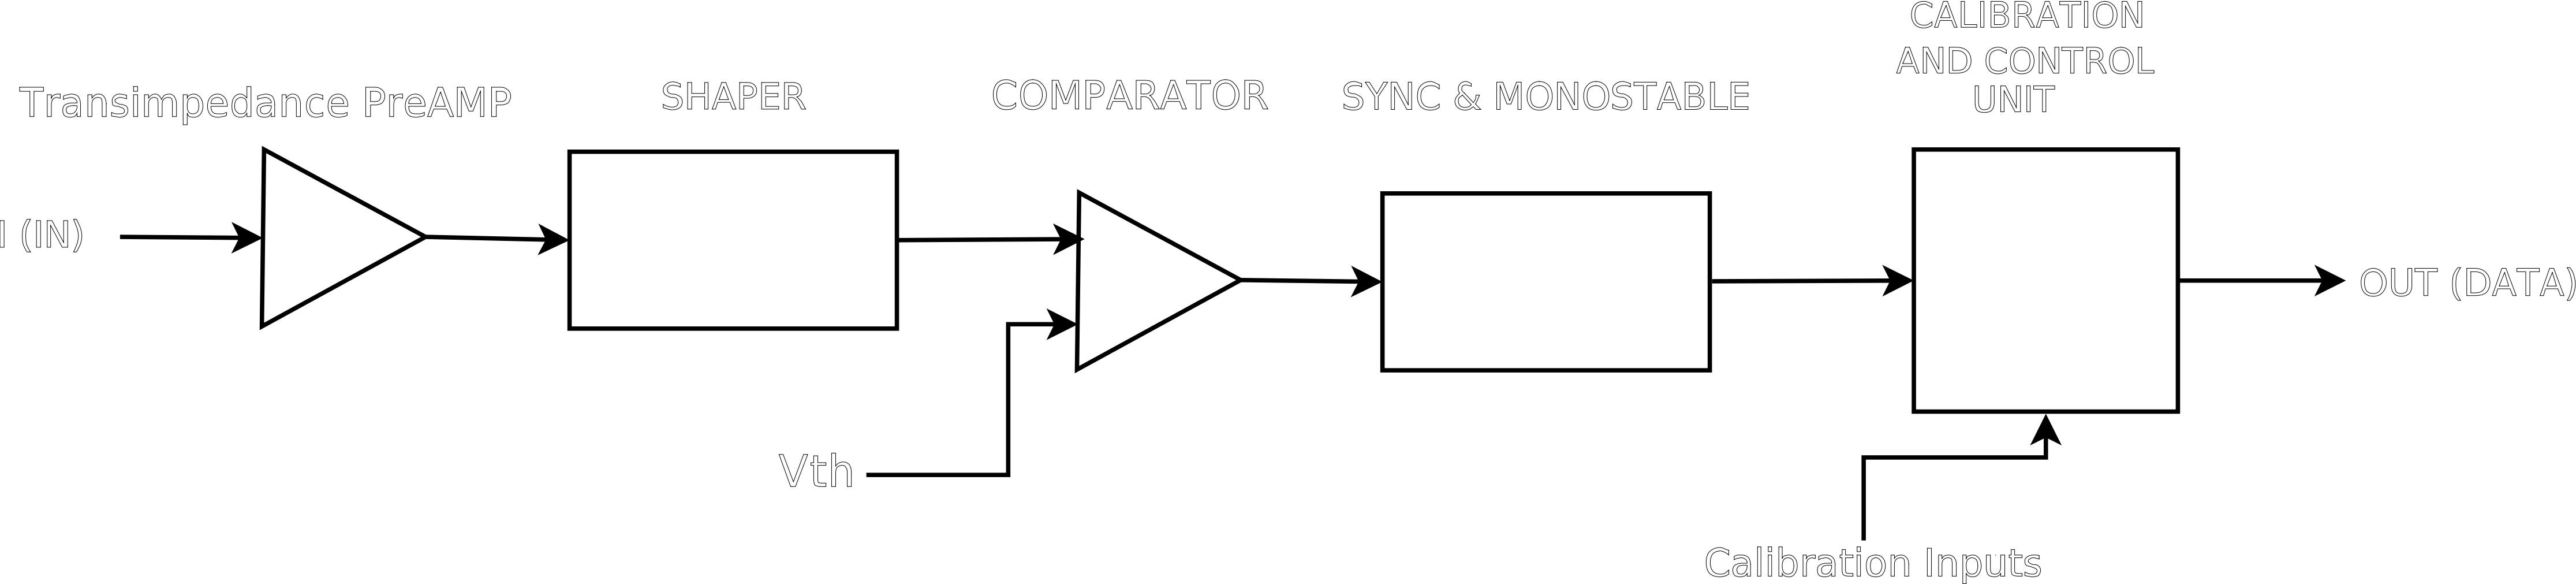 CALIBRATION
AND CONTROL
UNIT
Transimpedance PreAMP
SHAPER
COMPARATOR
SYNC & MONOSTABLE
I (IN)
OUT (DATA)
Vth
Calibration Inputs